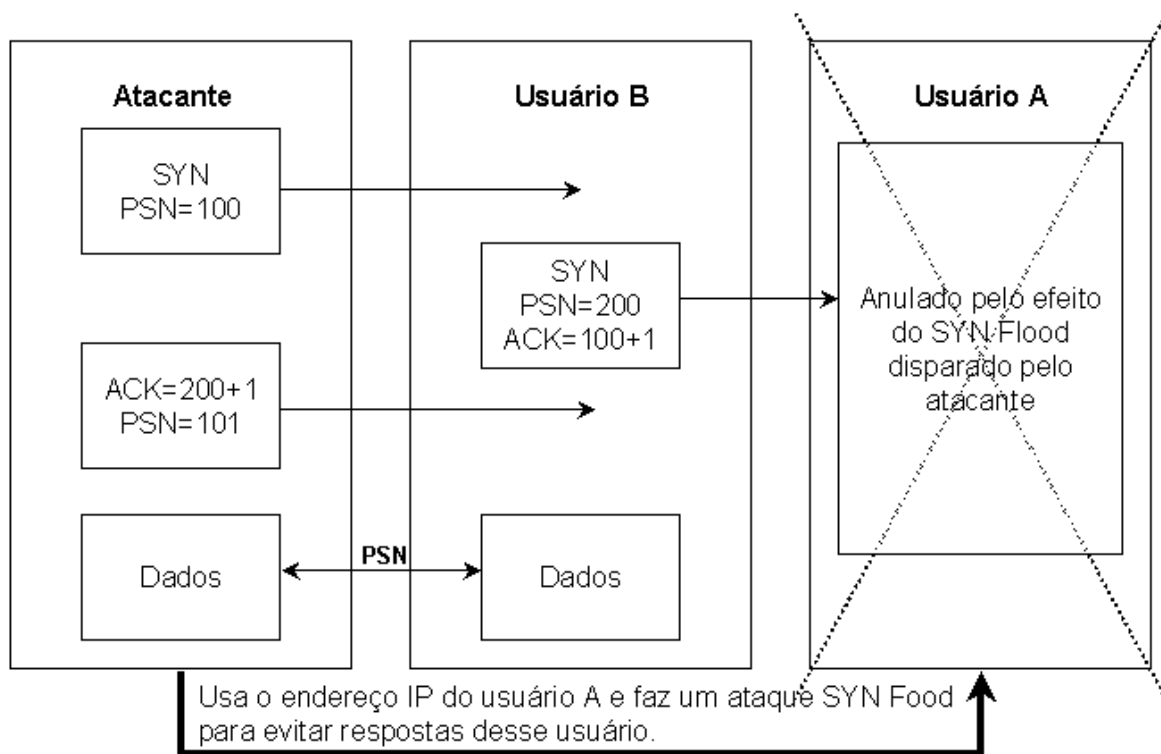 Atacante
SYN
PSN=100
ACK=200+1
PSN=101
Dados
PSN
Usuário B
SYN
PSN=200
ACK=100+1
Dados
Usuário A
Anulado pelo efeito
do SYN Flood
disparado pelo
atacante
Usa o endereço IP do usuário A e faz um ataque SYN Food
para evitar respostas desse usuário.